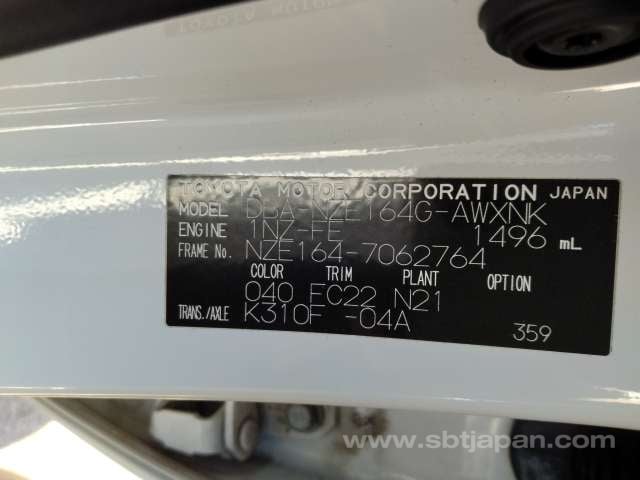 TOYOTA MOTOR CORPORATION JAPAN
MODEL DBA-NZE164G-AWXNK
ENGINE 1NZ-FE 1496 mL
FRAME No. NZE164-7062764
COLOR TRIM PLANT OPTION
040 FC22 N21
TRANS./AXLE K310F -04A
359
www.sbtjapan.com